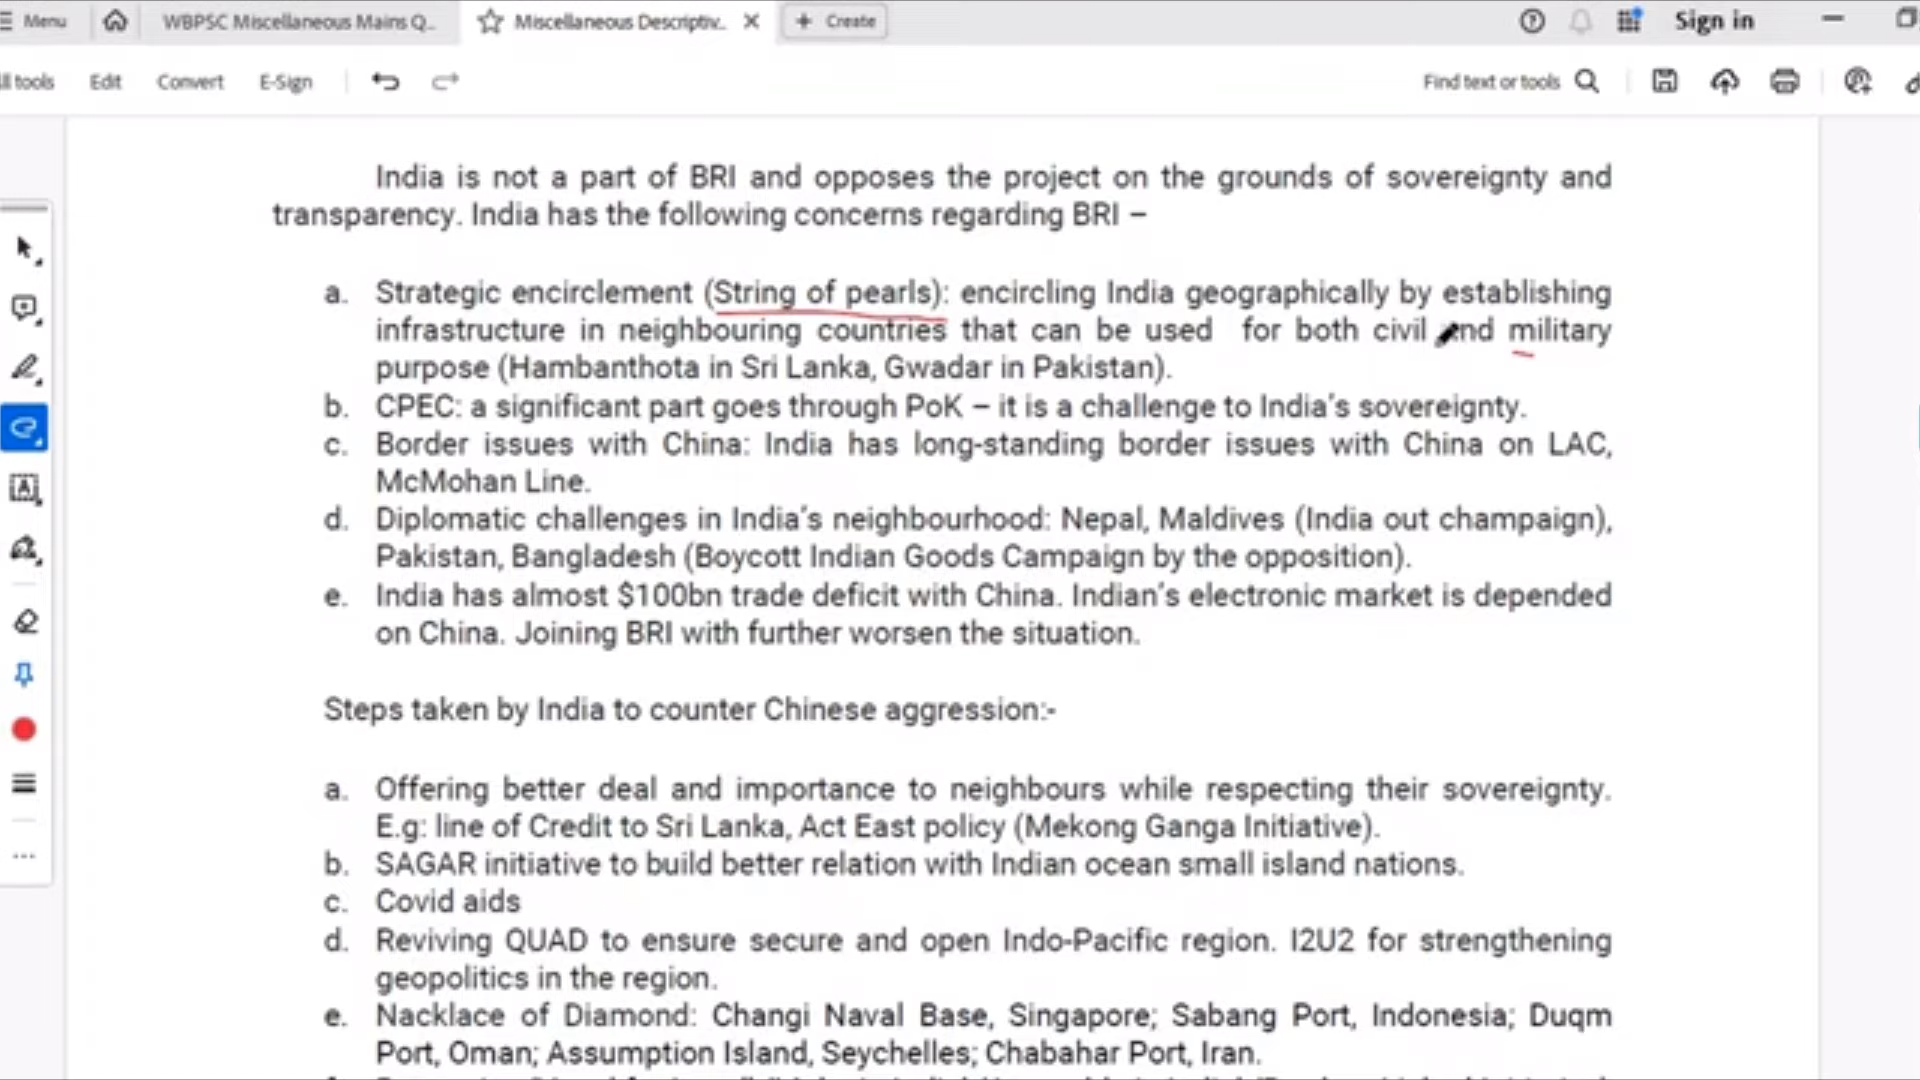 Menu WBPSC Miscellaneous Mains Q... Miscellaneous Descriptiv... Create Sign in
ll tools Edit Convert E-Sign Find text or tools
India is not a part of BRI and opposes the project on the grounds of sovereignty and
transparency. India has the following concerns regarding BRI –
a. Strategic encirclement (String of pearls): encircling India geographically by establishing
infrastructure in neighbouring countries that can be used for both civil and military
purpose (Hambanthota in Sri Lanka, Gwadar in Pakistan).
b. CPEC: a significant part goes through PoK – it is a challenge to India's sovereignty.
c. Border issues with China: India has long-standing border issues with China on LAC,
McMohan Line.
d. Diplomatic challenges in India's neighbourhood: Nepal, Maldives (India out champaign),
Pakistan, Bangladesh (Boycott Indian Goods Campaign by the opposition).
e. India has almost $100bn trade deficit with China. Indian's electronic market is depended
on China. Joining BRI with further worsen the situation.
Steps taken by India to counter Chinese aggression:-
a. Offering better deal and importance to neighbours while respecting their sovereignty.
E.g: line of Credit to Sri Lanka, Act East policy (Mekong Ganga Initiative).
b. SAGAR initiative to build better relation with Indian ocean small island nations.
c. Covid aids
d. Reviving QUAD to ensure secure and open Indo-Pacific region. I2U2 for strengthening
geopolitics in the region.
e. Nacklace of Diamond: Changi Naval Base, Singapore; Sabang Port, Indonesia; Duqm
Port, Oman; Assumption Island, Seychelles; Chabahar Port, Iran.